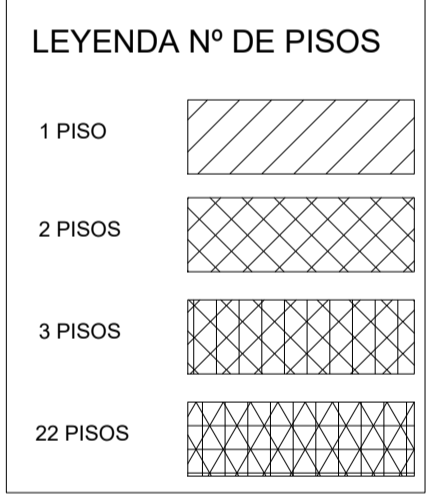 LEYENDA Nº DE PISOS
1 PISO
2 PISOS
3 PISOS
22 PISOS